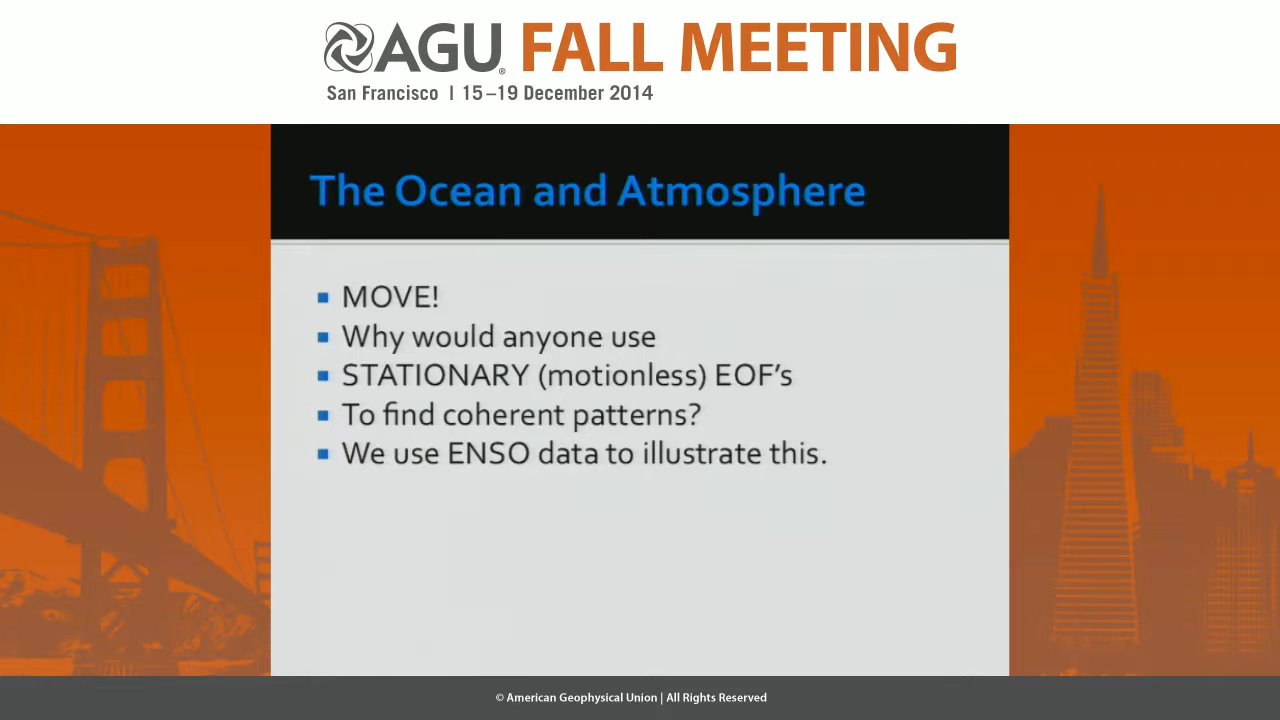 AGU® FALL MEETING
San Francisco | 15–19 December 2014
The Ocean and Atmosphere
MOVE!
Why would anyone use
STATIONARY (motionless) EOF's
To find coherent patterns?
We use ENSO data to illustrate this.
© American Geophysical Union | All Rights Reserved